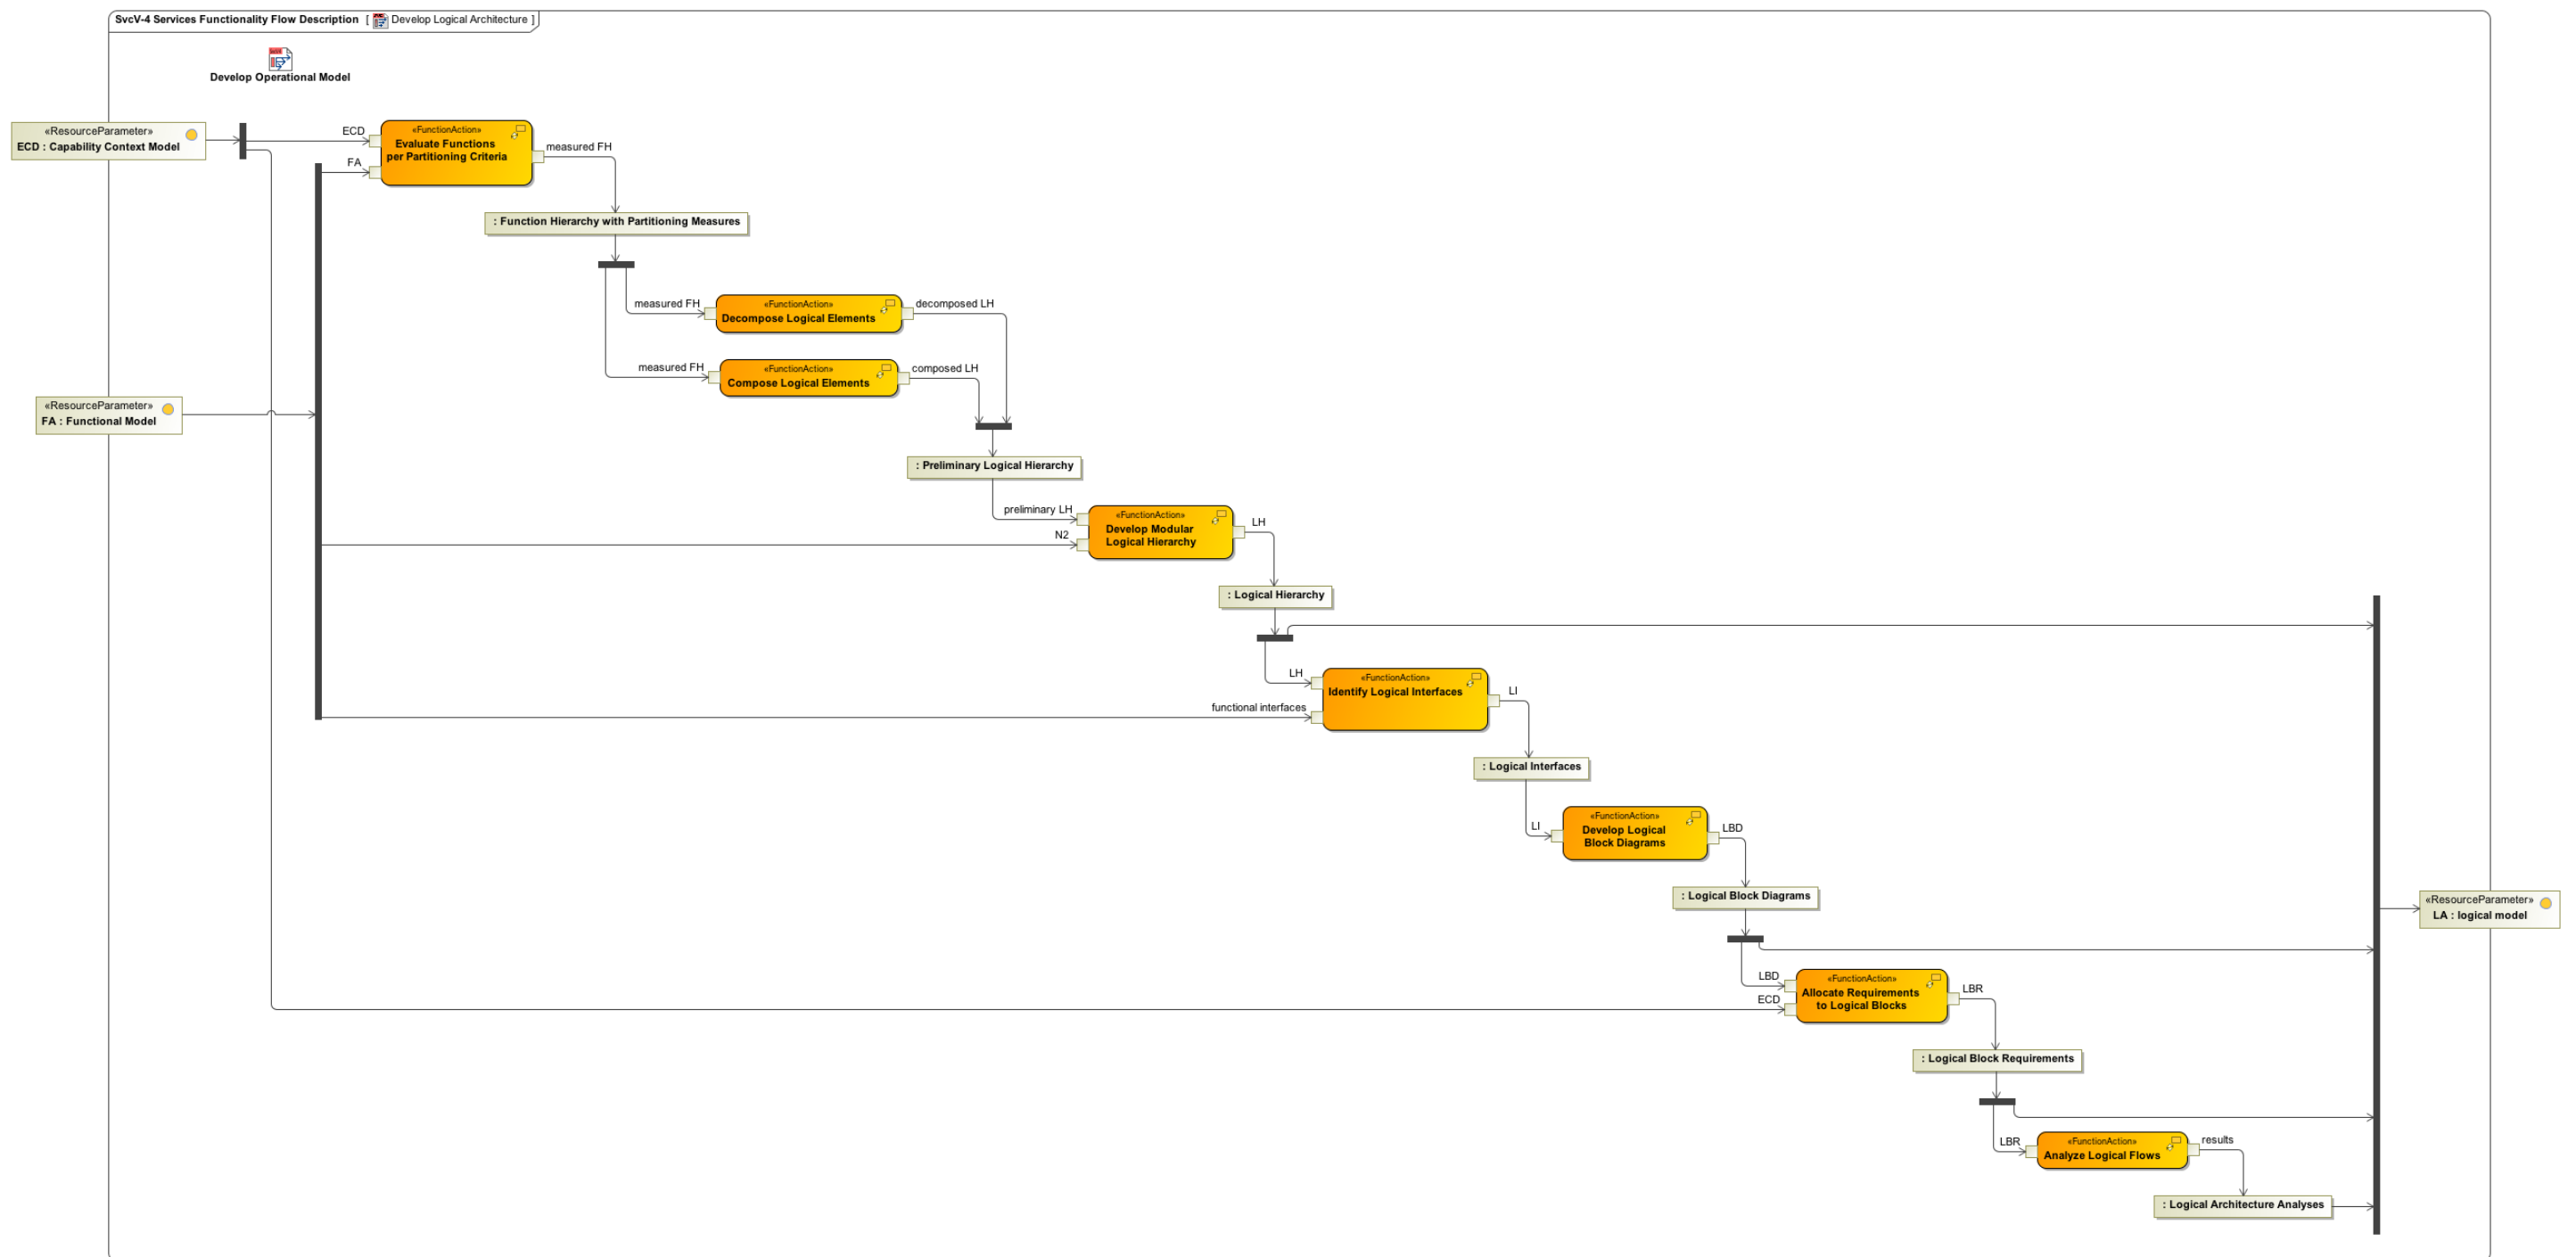 SvcV-4 Services Functionality Flow Description [ Develop Logical Architecture ]
Develop Operational Model
«ResourceParameter»
ECD : Capability Context Model
ECD
FA
«FunctionAction»
Evaluate Functions
per Partitioning Criteria
measured FH
: Function Hierarchy with Partitioning Measures
measured FH
«FunctionAction»
Decompose Logical Elements
decomposed LH
measured FH
«FunctionAction»
Compose Logical Elements
composed LH
«ResourceParameter»
FA : Functional Model
: Preliminary Logical Hierarchy
preliminary LH
N2
«FunctionAction»
Develop Modular
Logical Hierarchy
LH
: Logical Hierarchy
LH
functional interfaces
«FunctionAction»
Identify Logical Interfaces
LI
: Logical Interfaces
LI
«FunctionAction»
Develop Logical
Block Diagrams
LBD
: Logical Block Diagrams
«ResourceParameter»
LA : logical model
LBD
ECD
«FunctionAction»
Allocate Requirements
to Logical Blocks
LBR
: Logical Block Requirements
LBR
«FunctionAction»
Analyze Logical Flows
results
: Logical Architecture Analyses